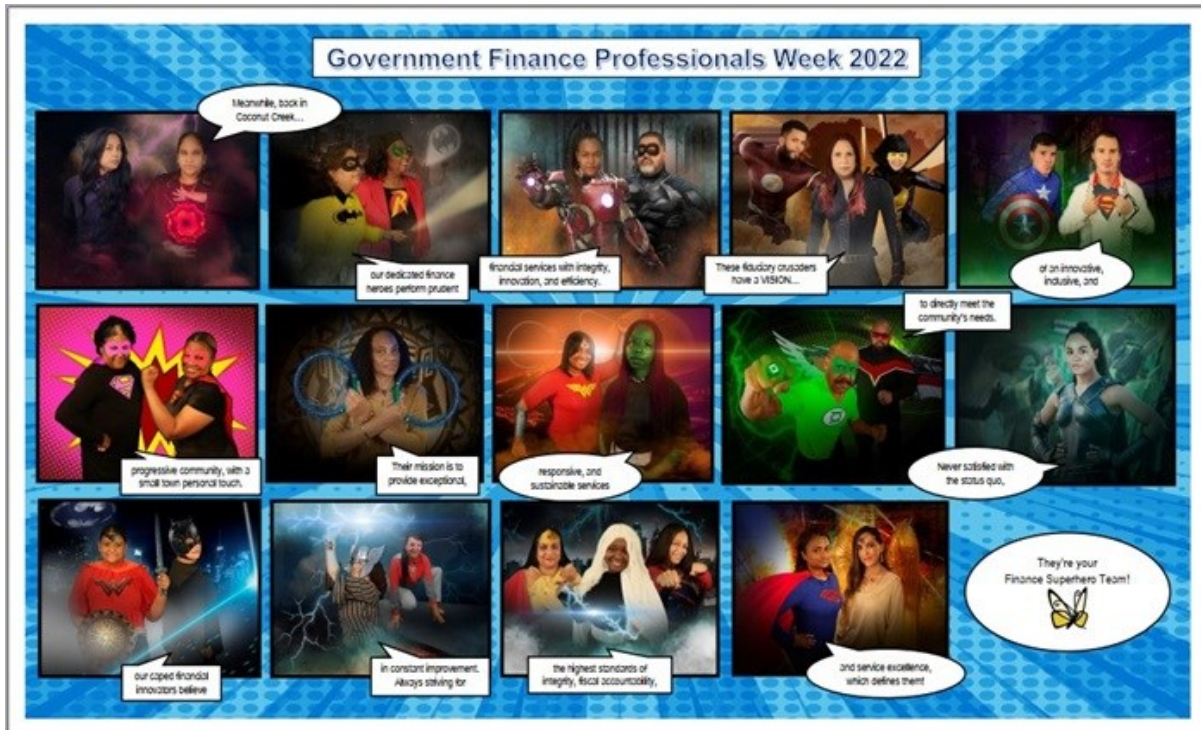 Government Finance Professionals Week 2022
Meanwhile, back in
Coconut Creek...
our dedicated finance
heroes perform prudent
financial services with integrity,
innovation, and efficiency.
These fiduciary crusaders
have a VISION...
of an innovative,
inclusive, and
progressive community, with a
small town personal touch.
Their mission is to
provide exceptional,
responsive, and
sustainable services
to directly meet the
community's needs.
Never satisfied with
the status quo,
our caped financial
innovators believe
in constant improvement.
Always striving for
the highest standards of
integrity, fiscal accountability,
and service excellence,
which defines them!
They're your
Finance Superhero Team!